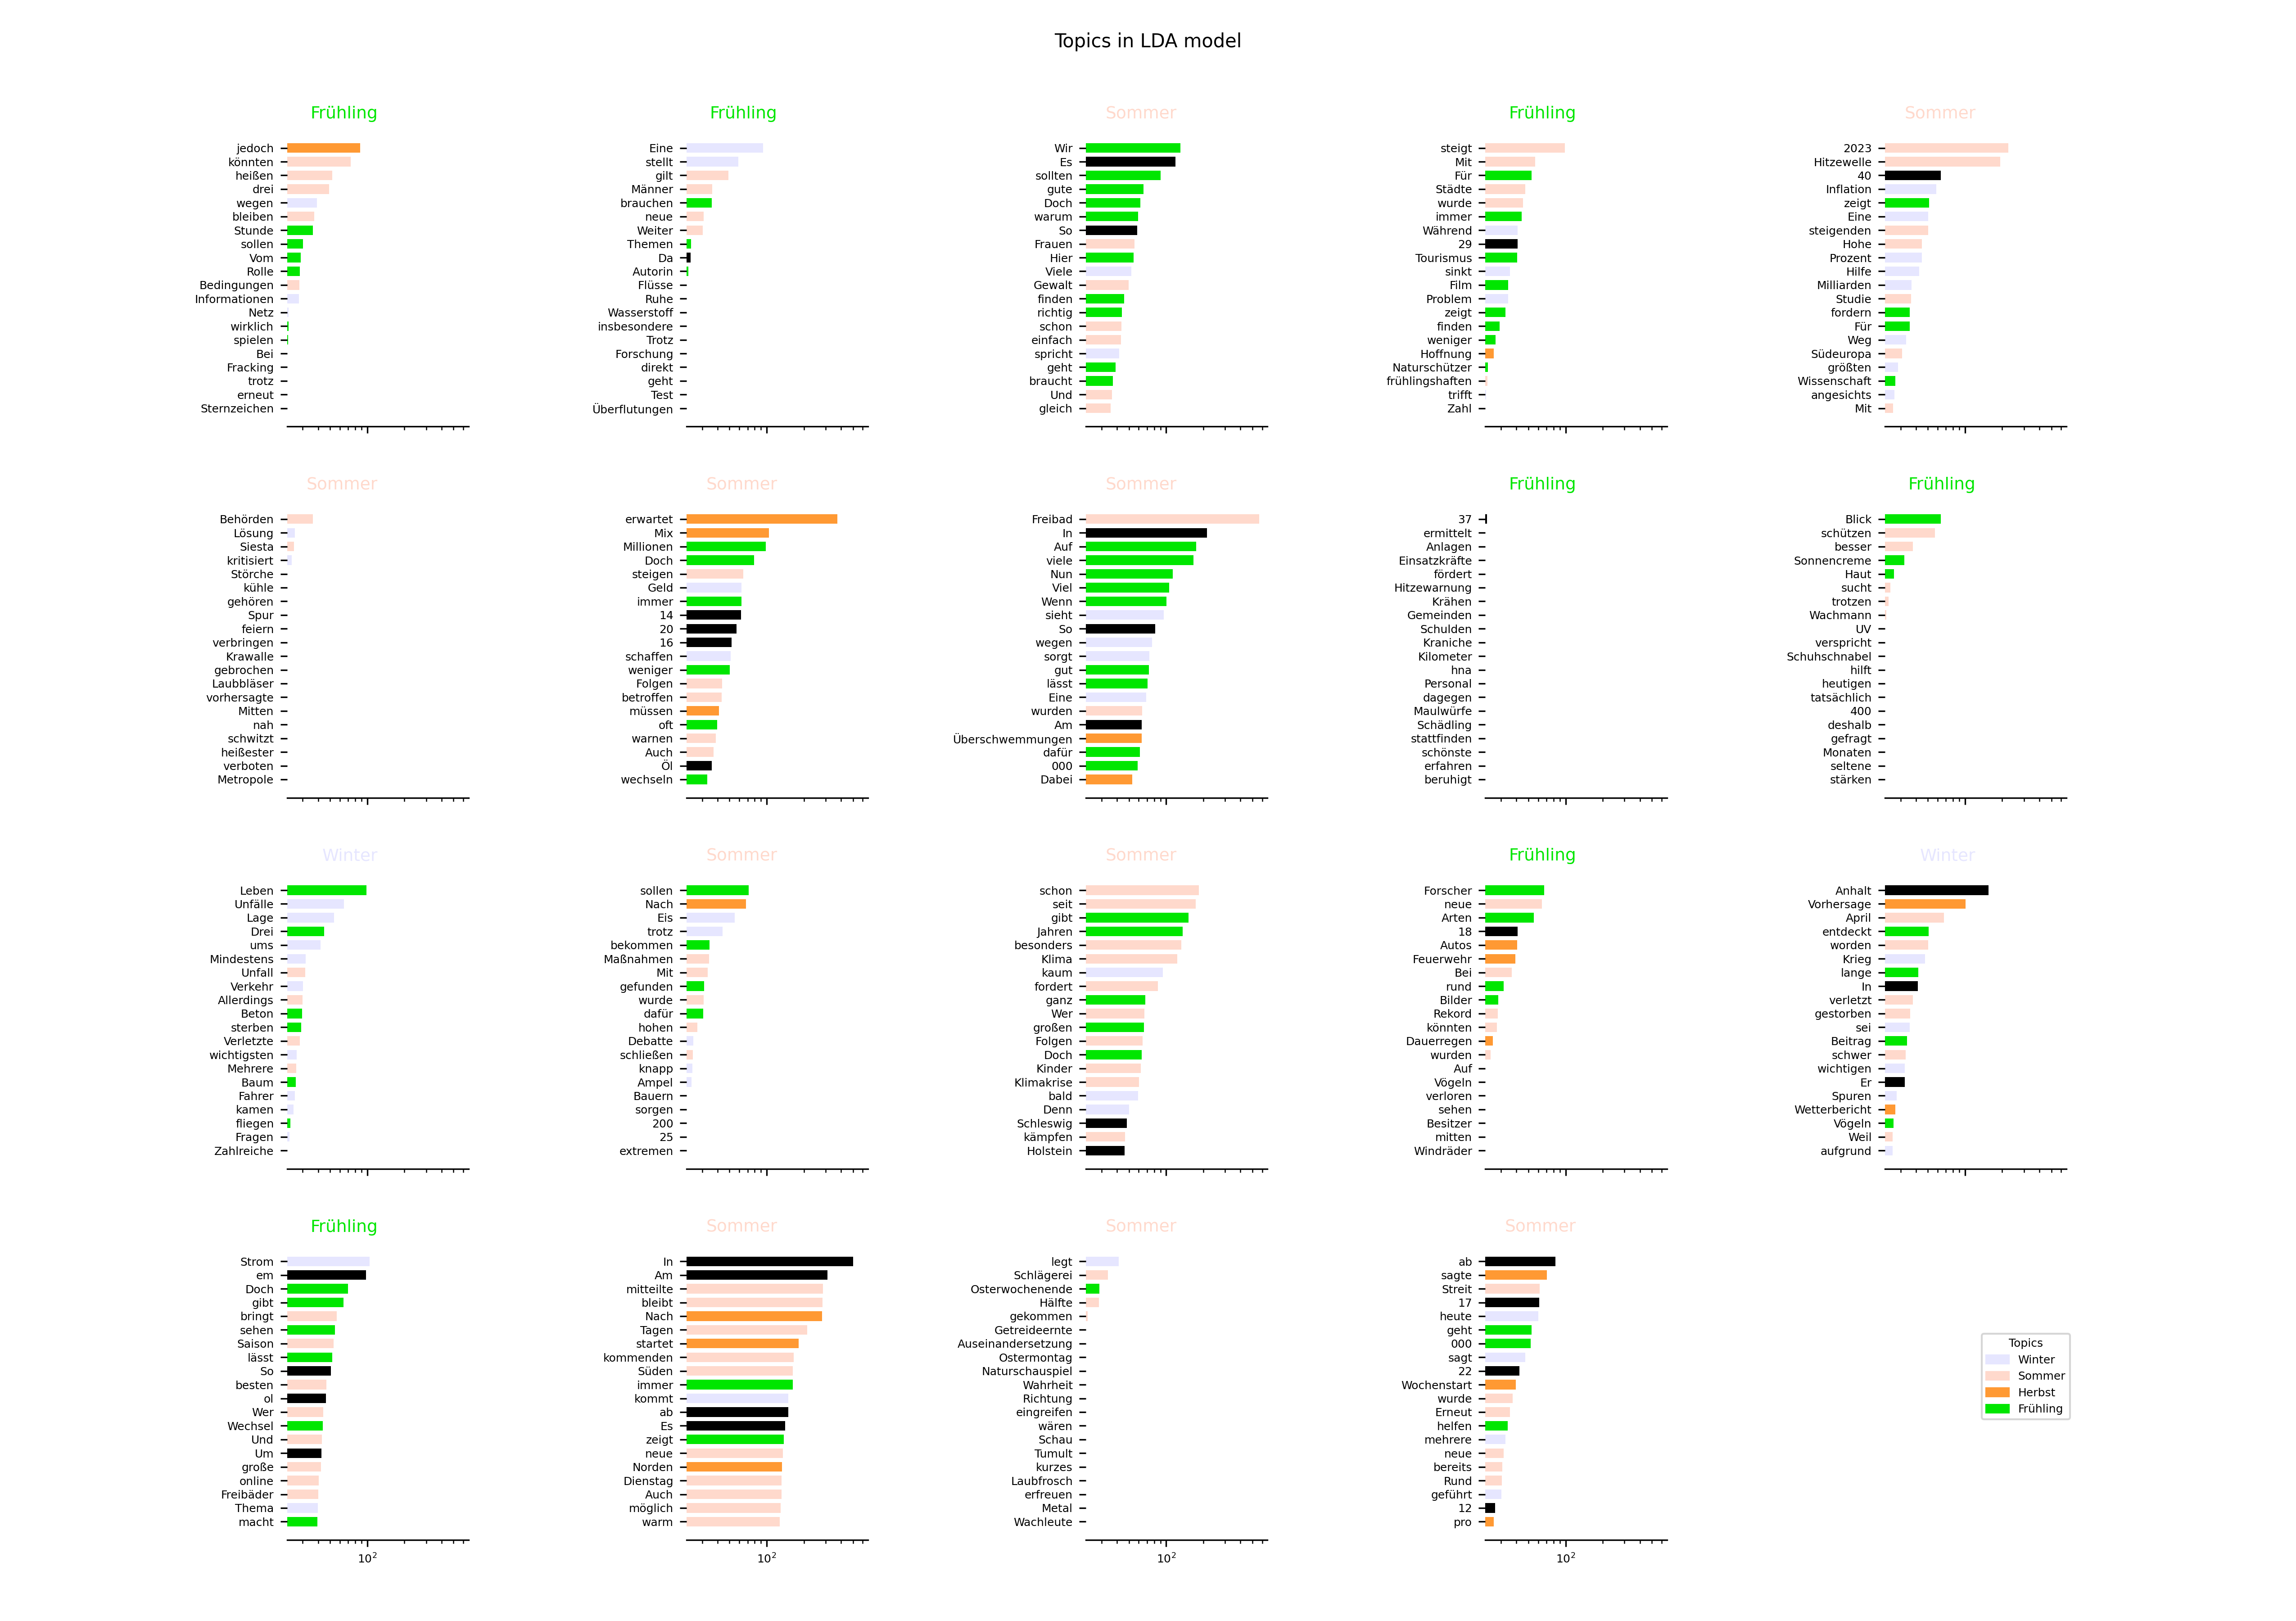 Topics in LDA model
Frühling
jedoch
könnten
heißen
drei
wegen
bleiben
Stunde
sollen
Vom
Rolle
Bedingungen
Informationen
Netz
wirklich
spielen
Bei
Fracking
trotz
erneut
Sternzeichen
Frühling
Eine
stellt
gilt
Männer
brauchen
neue
Weiter
Themen
Da
Autorin
Flüsse
Ruhe
Wasserstoff
insbesondere
Trotz
Forschung
direkt
geht
Test
Überflutungen
Sommer
Wir
Es
sollten
gute
Doch
warum
So
Frauen
Hier
Viele
Gewalt
finden
richtig
schon
einfach
spricht
geht
braucht
Und
gleich
Frühling
steigt
Mit
Für
Städte
wurde
immer
Während
29
Tourismus
sinkt
Film
Problem
zeigt
finden
weniger
Hoffnung
Naturschützer
frühlingshaften
trifft
Zahl
Sommer
2023
Hitzewelle
40
Inflation
zeigt
Eine
steigenden
Hohe
Prozent
Hilfe
Milliarden
Studie
fordern
Für
Weg
Südeuropa
größten
Wissenschaft
angesichts
Mit
Sommer
Behörden
Lösung
Siesta
kritisiert
Störche
kühle
gehören
Spur
feiern
verbringen
Krawalle
gebrochen
Laubbläser
vorhersagte
Mitten
nah
schwitzt
heißester
verboten
Metropole
Sommer
erwartet
Mix
Millionen
Doch
steigen
Geld
immer
14
20
16
schaffen
weniger
Folgen
betroffen
müssen
oft
warnen
Auch
Öl
wechseln
Sommer
Freibad
In
Auf
viele
Nun
Viel
Wenn
sieht
So
wegen
sorgt
gut
lässt
Eine
wurden
Am
Überschwemmungen
dafür
000
Dabei
Frühling
37
ermittelt
Anlagen
Einsatzkräfte
fördert
Hitzewarnung
Krähen
Gemeinden
Schulden
Kraniche
Kilometer
hna
Personal
dagegen
Maulwürfe
Schädling
stattfinden
schönste
erfahren
beruhigt
Frühling
Blick
schützen
besser
Sonnencreme
Haut
sucht
trotzen
Wachmann
UV
verspricht
Schuhschnabel
hilft
heutigen
tatsächlich
400
deshalb
gefragt
Monaten
seltene
stärken
Winter
Leben
Unfälle
Lage
Drei
ums
Mindestens
Unfall
Verkehr
Allerdings
Beton
sterben
Verletzte
wichtigsten
Mehrere
Baum
Fahrer
kamen
fliegen
Fragen
Zahlreiche
Sommer
sollen
Nach
Eis
trotz
bekommen
Maßnahmen
Mit
gefunden
wurde
dafür
hohen
Debatte
schließen
knapp
Ampel
Bauern
sorgen
200
25
extremen
Sommer
schon
seit
gibt
Jahren
besonders
Klima
kaum
fordert
ganz
Wer
großen
Folgen
Doch
Kinder
Klimakrise
bald
Denn
Schleswig
kämpfen
Holstein
Frühling
Forscher
neue
Arten
18
Autos
Feuerwehr
Bei
rund
Bilder
Rekord
könnten
Dauerregen
wurden
Auf
Vögeln
verloren
sehen
Besitzer
mitten
Windräder
Winter
Anhalt
Vorhersage
April
entdeckt
worden
Krieg
lange
In
verletzt
gestorben
sei
Beitrag
schwer
wichtigen
Er
Spuren
Wetterbericht
Vögeln
Weil
aufgrund
Frühling
Strom
em
Doch
gibt
bringt
sehen
Saison
lässt
So
besten
ol
Wer
Wechsel
Und
Um
große
online
Freibäder
Thema
macht
10²
Sommer
In
Am
mitteilte
bleibt
Nach
Tagen
startet
kommenden
Süden
immer
kommt
ab
Es
zeigt
neue
Norden
Dienstag
Auch
möglich
warm
10²
Sommer
legt
Schlägerei
Osterwochenende
Hälfte
gekommen
Getreideernte
Auseinandersetzung
Ostermontag
Naturschauspiel
Wahrheit
Richtung
eingreifen
wären
Schau
Tumult
kurzes
Laubfrosch
erfreuen
Metal
Wachleute
10²
Sommer
ab
sagte
Streit
17
heute
geht
000
sagt
22
Wochenstart
wurde
Erneut
helfen
mehrere
neue
bereits
Rund
geführt
12
pro
10²
Topics
Winter
Sommer
Herbst
Frühling